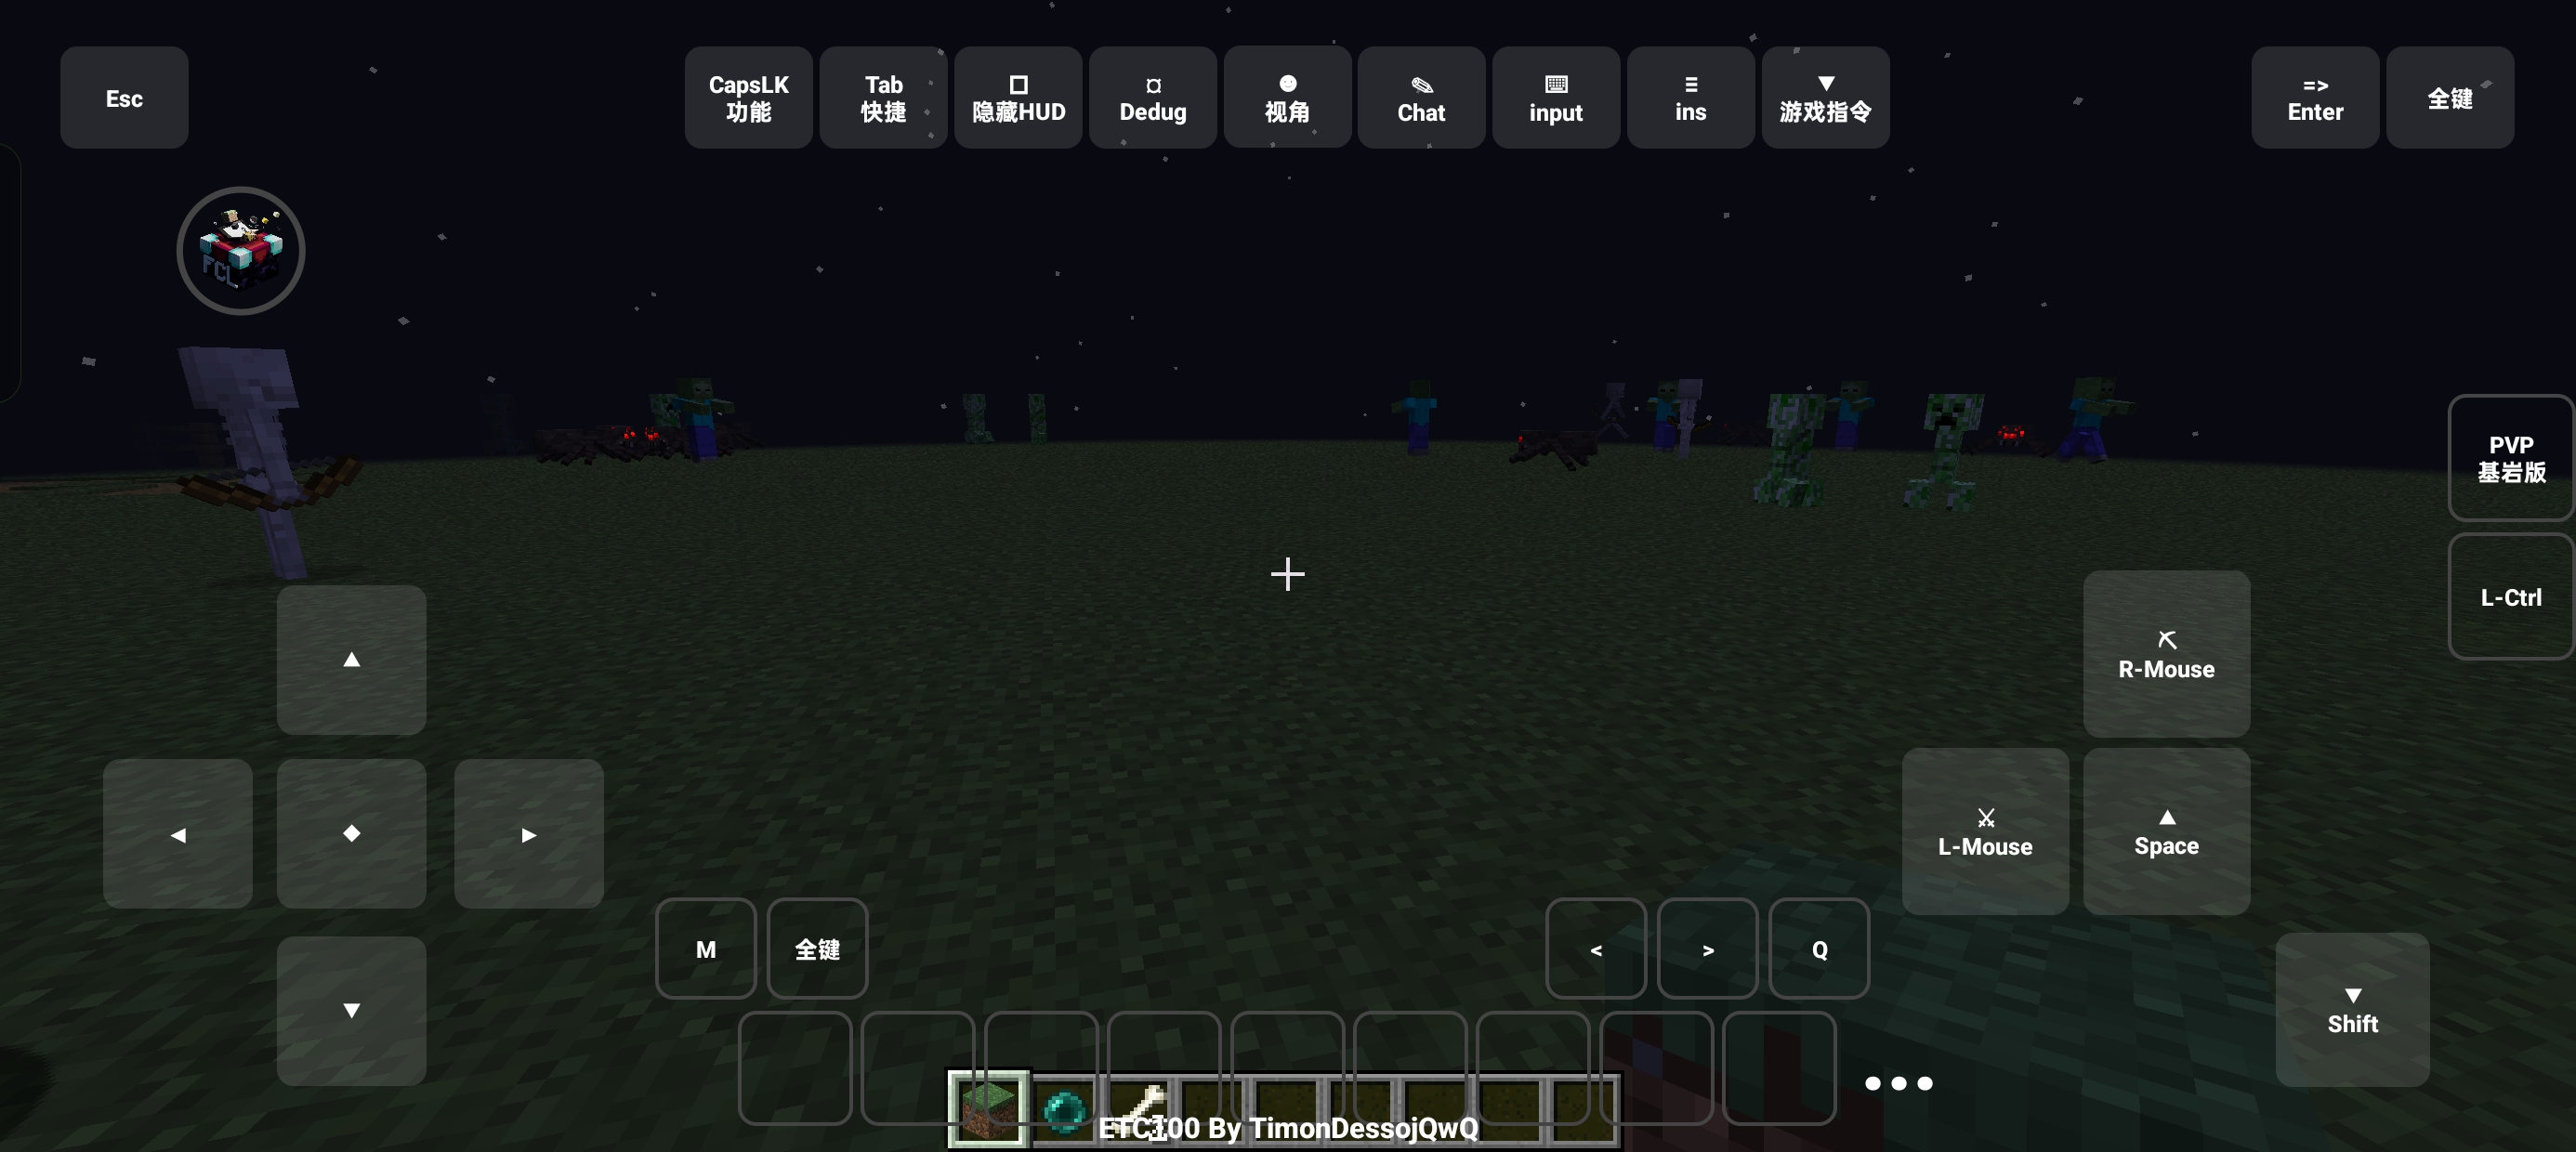 Esc
CapsLK
功能
Tab
快捷
隐藏HUD
Dedug
视角
Chat
input
ins
游戏指令
=>
Enter
全键
FCL
PVP
基岩版
L-Ctrl
R-Mouse
L-Mouse
Space
M
全键
<
>
Q
Shift
ETC100 By TimonDessojQwQ